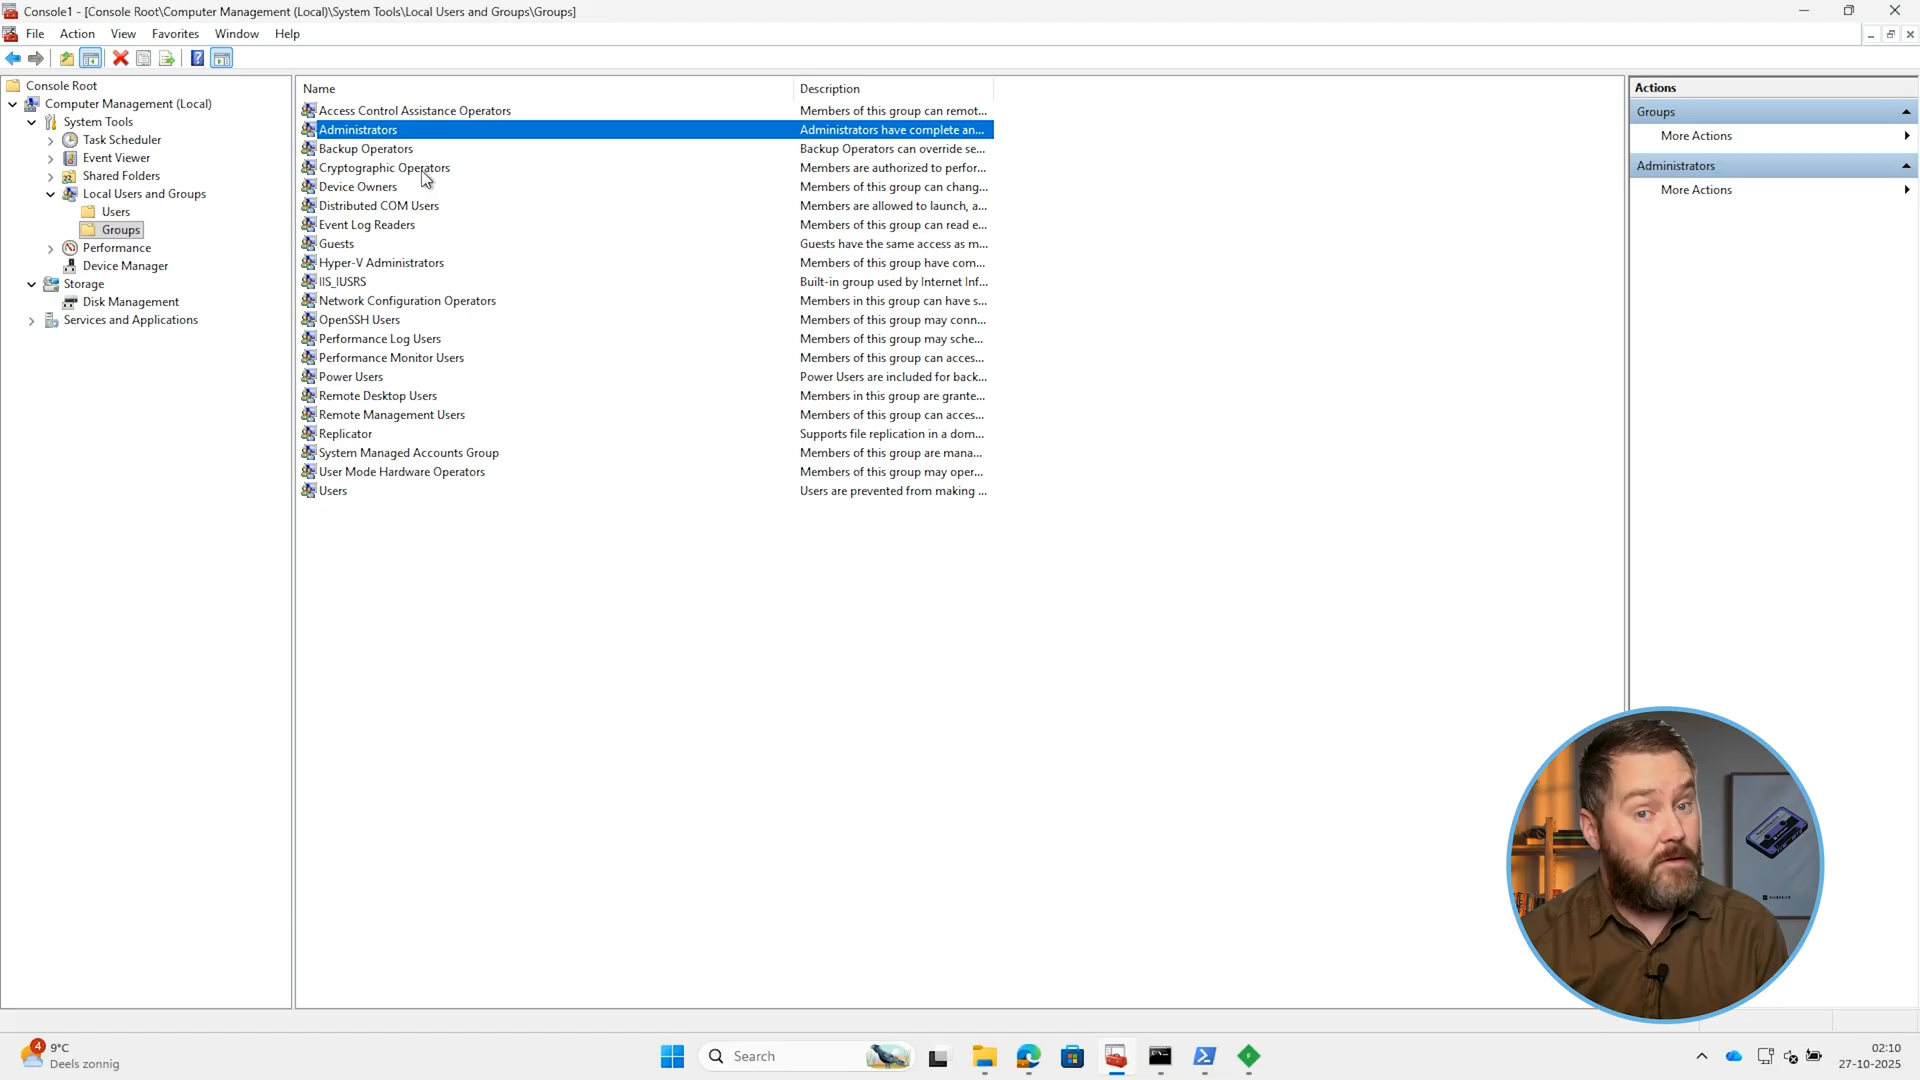 Console1 - [Console Root\Computer Management (Local)\System Tools\Local Users and Groups\Groups]
File Action View Favorites Window Help
Console Root
Computer Management (Local)
System Tools
Task Scheduler
Event Viewer
Shared Folders
Local Users and Groups
Users
Groups
Performance
Device Manager
Storage
Disk Management
Services and Applications
Name Description
Access Control Assistance Operators Members of this group can remot...
Administrators Administrators have complete an...
Backup Operators Backup Operators can override se...
Cryptographic Operators Members are authorized to perfor...
Device Owners Members of this group can chang...
Distributed COM Users Members are allowed to launch, a...
Event Log Readers Members of this group can read e...
Guests Guests have the same access as m...
Hyper-V Administrators Members of this group have com...
IIS_IUSRS Built-in group used by Internet Inf...
Network Configuration Operators Members in this group can have s...
OpenSSH Users Members of this group may conn...
Performance Log Users Members of this group may sche...
Performance Monitor Users Members of this group can acces...
Power Users Power Users are included for back...
Remote Desktop Users Members in this group are grante...
Remote Management Users Members of this group can acces...
Replicator Supports file replication in a dom...
System Managed Accounts Group Members of this group are mana...
User Mode Hardware Operators Members of this group may oper...
Users Users are prevented from making ...
Actions
Groups
More Actions
Administrators
More Actions
4
9°C
Deels zonnig
Search
02:10
27-10-2025